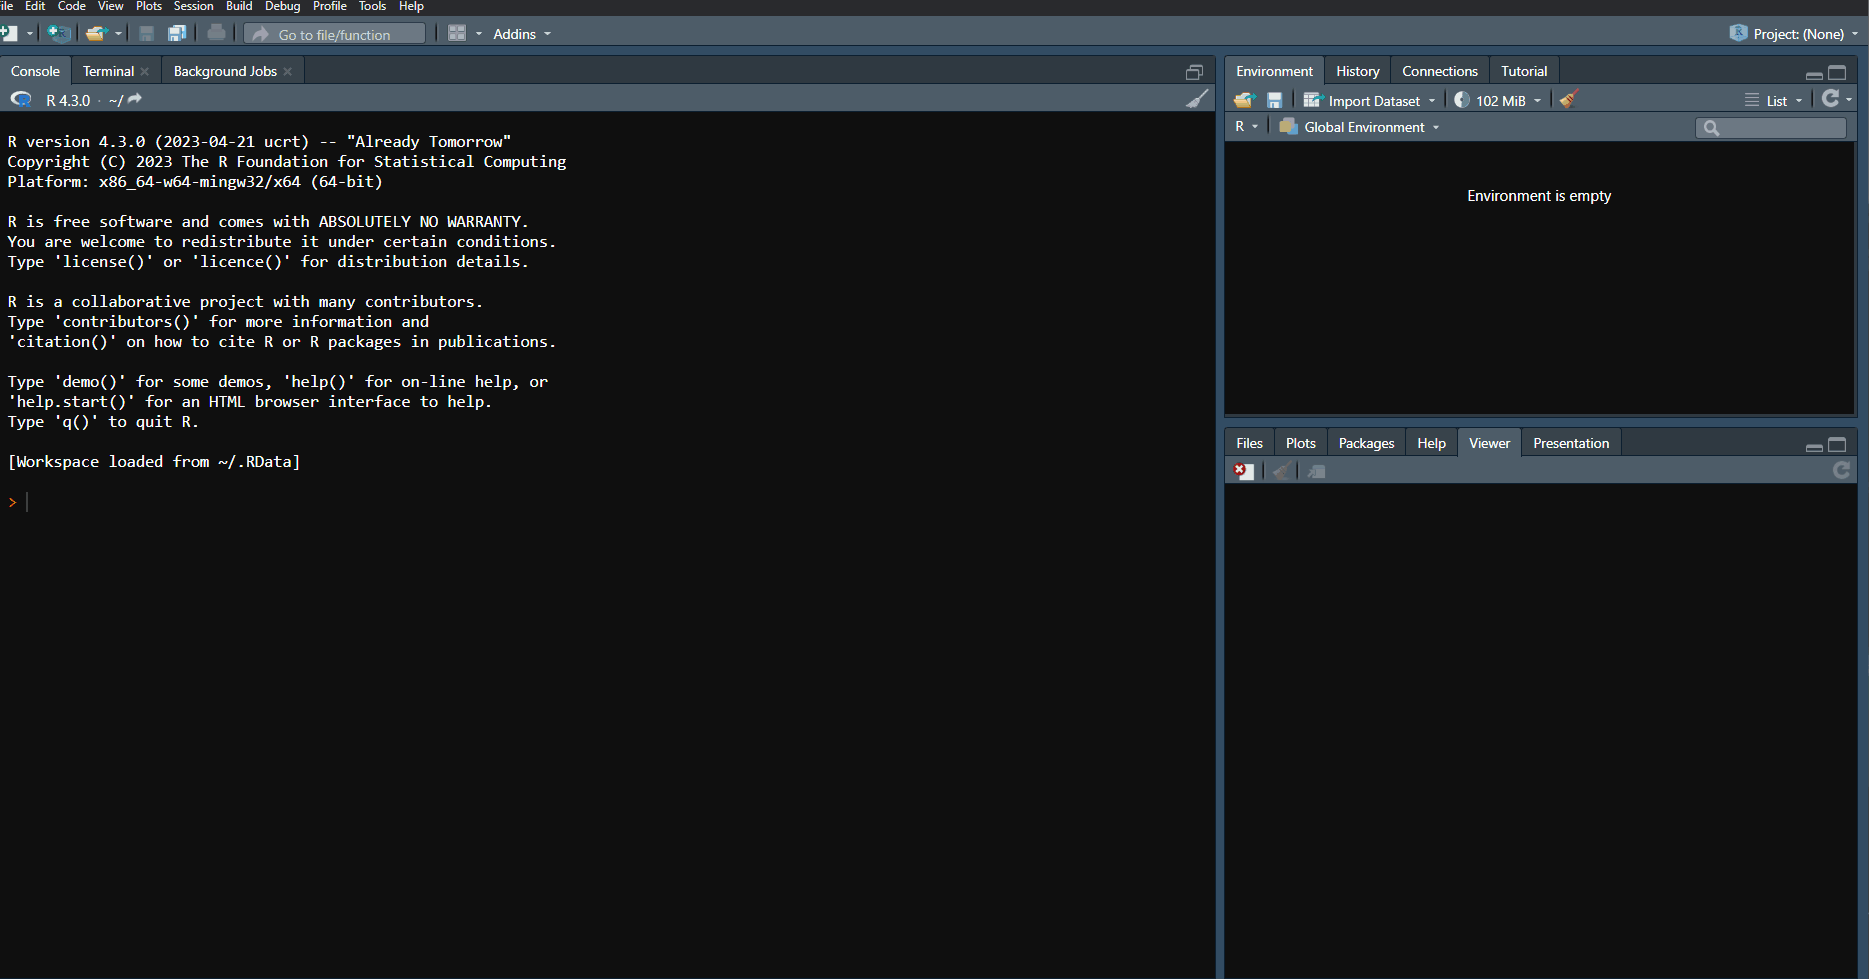 ile Edit Code View Plots Session Build Debug Profile Tools Help
Go to file/function Addins Project: (None)
Console Terminal Background Jobs
R 4.3.0 · ~/
R version 4.3.0 (2023-04-21 ucrt) -- "Already Tomorrow"
Copyright (C) 2023 The R Foundation for Statistical Computing
Platform: x86_64-w64-mingw32/x64 (64-bit)
R is free software and comes with ABSOLUTELY NO WARRANTY.
You are welcome to redistribute it under certain conditions.
Type 'license()' or 'licence()' for distribution details.
R is a collaborative project with many contributors.
Type 'contributors()' for more information and
'citation()' on how to cite R or R packages in publications.
Type 'demo()' for some demos, 'help()' for on-line help, or
'help.start()' for an HTML browser interface to help.
Type 'q()' to quit R.
[Workspace loaded from ~/.RData]
>
Environment History Connections Tutorial
Import Dataset 102 MiB List
R Global Environment
Environment is empty
Files Plots Packages Help Viewer Presentation